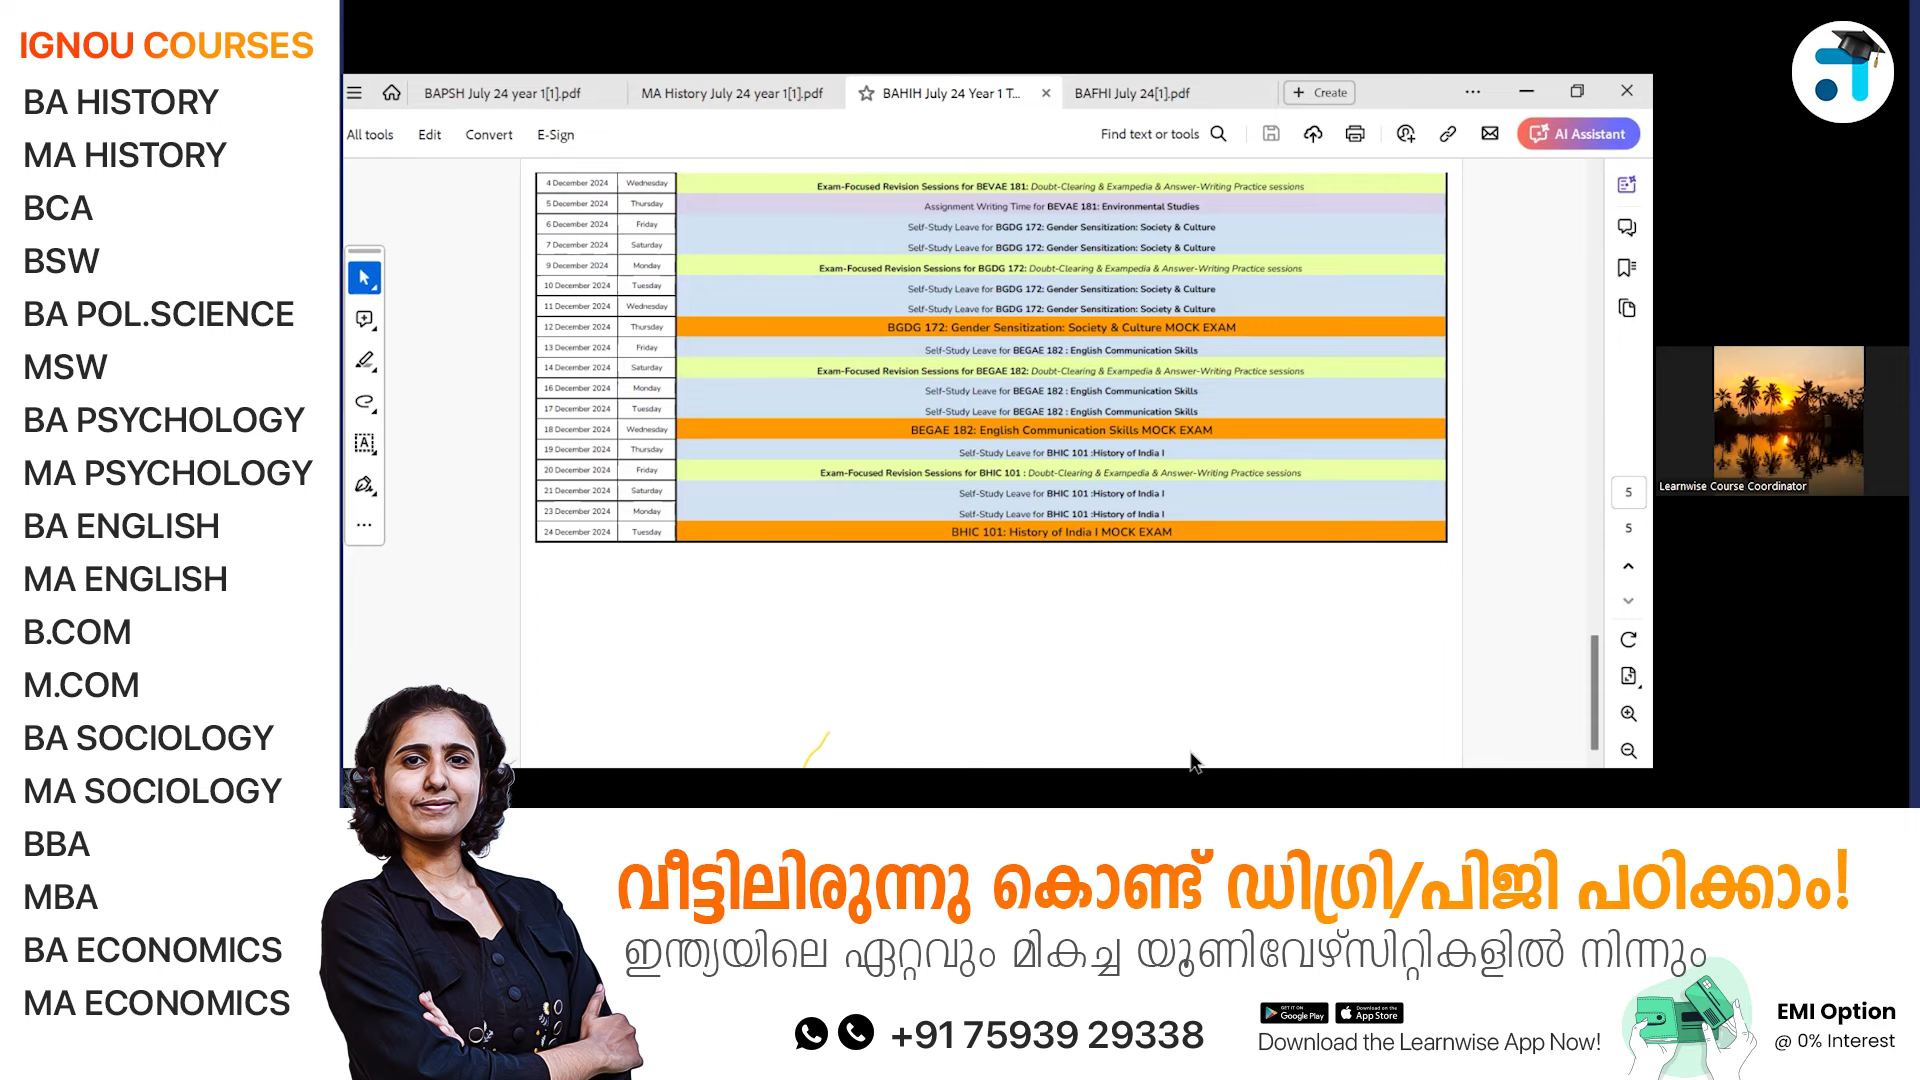 IGNOU COURSES
BA HISTORY
MA HISTORY
BCA
BSW
BA POL.SCIENCE
MSW
BA PSYCHOLOGY
MA PSYCHOLOGY
BA ENGLISH
MA ENGLISH
B.COM
M.COM
BA SOCIOLOGY
MA SOCIOLOGY
BBA
MBA
BA ECONOMICS
MA ECONOMICS
BAPSH July 24 year 1[1].pdf
MA History July 24 year 1[1].pdf
BAHIH July 24 Year 1 T...
BAFHI July 24[1].pdf
+ Create
All tools
Edit
Convert
E-Sign
Find text or tools
AI Assistant
4 December 2024 Wednesday Exam-Focused Revision Sessions for BEVAE 181: Doubt-Clearing & Exampedia & Answer-Writing Practice sessions
5 December 2024 Thursday Assignment Writing Time for BEVAE 181: Environmental Studies
6 December 2024 Friday Self-Study Leave for BGDG 172: Gender Sensitization: Society & Culture
7 December 2024 Saturday Self-Study Leave for BGDG 172: Gender Sensitization: Society & Culture
9 December 2024 Monday Exam-Focused Revision Sessions for BGDG 172: Doubt-Clearing & Exampedia & Answer-Writing Practice sessions
10 December 2024 Tuesday Self-Study Leave for BGDG 172: Gender Sensitization: Society & Culture
11 December 2024 Wednesday Self-Study Leave for BGDG 172: Gender Sensitization: Society & Culture
12 December 2024 Thursday BGDG 172: Gender Sensitization: Society & Culture MOCK EXAM
13 December 2024 Friday Self-Study Leave for BEGAE 182 : English Communication Skills
14 December 2024 Saturday Exam-Focused Revision Sessions for BEGAE 182: Doubt-Clearing & Exampedia & Answer-Writing Practice sessions
16 December 2024 Monday Self-Study Leave for BEGAE 182 : English Communication Skills
17 December 2024 Tuesday Self-Study Leave for BEGAE 182 : English Communication Skills
18 December 2024 Wednesday BEGAE 182: English Communication Skills MOCK EXAM
19 December 2024 Thursday Self-Study Leave for BHIC 101 :History of India I
20 December 2024 Friday Exam-Focused Revision Sessions for BHIC 101 : Doubt-Clearing & Exampedia & Answer-Writing Practice sessions
21 December 2024 Saturday Self-Study Leave for BHIC 101 :History of India I
23 December 2024 Monday Self-Study Leave for BHIC 101 :History of India I
24 December 2024 Tuesday BHIC 101: History of India I MOCK EXAM
5
5
Learnwise Course Coordinator
വീട്ടിലിരുന്നു കൊണ്ട് ഡിഗ്രി/പിജി പഠിക്കാം!
ഇന്ത്യയിലെ ഏറ്റവും മികച്ച യൂണിവേഴ്സിറ്റികളിൽ നിന്നും
+91 75939 29338
GET IT ON Google Play
Download on the App Store
Download the Learnwise App Now!
EMI Option
@ 0% Interest